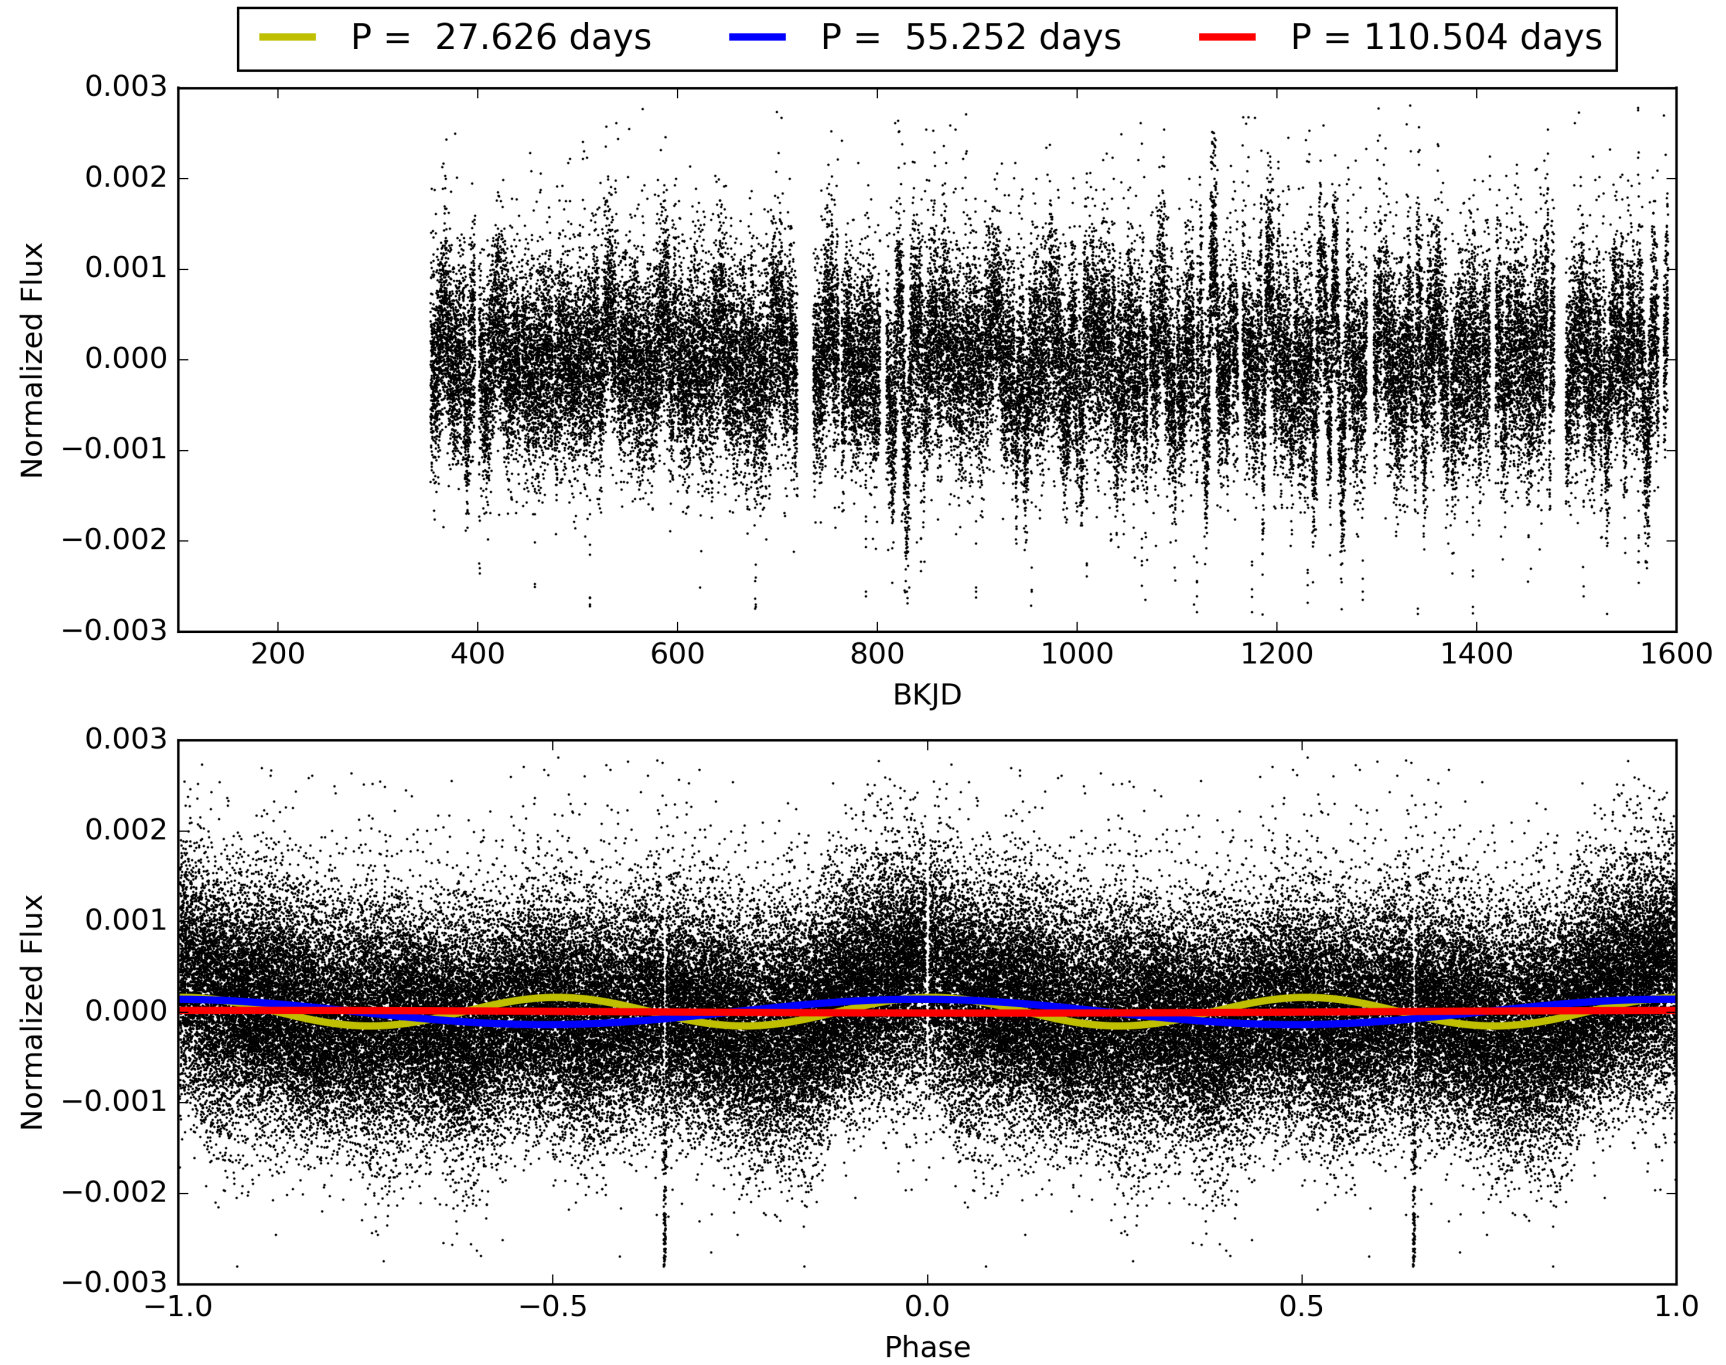 P =  27.626 days P =  55.252 days P = 110.504 days
0.003
0.002
0.001
0.000
−0.001
−0.002
−0.003
Normalized Flux
200 400 600 800 1000 1200 1400 1600
BKJD
0.003
0.002
0.001
0.000
−0.001
−0.002
−0.003
Normalized Flux
−1.0 −0.5 0.0 0.5 1.0
Phase